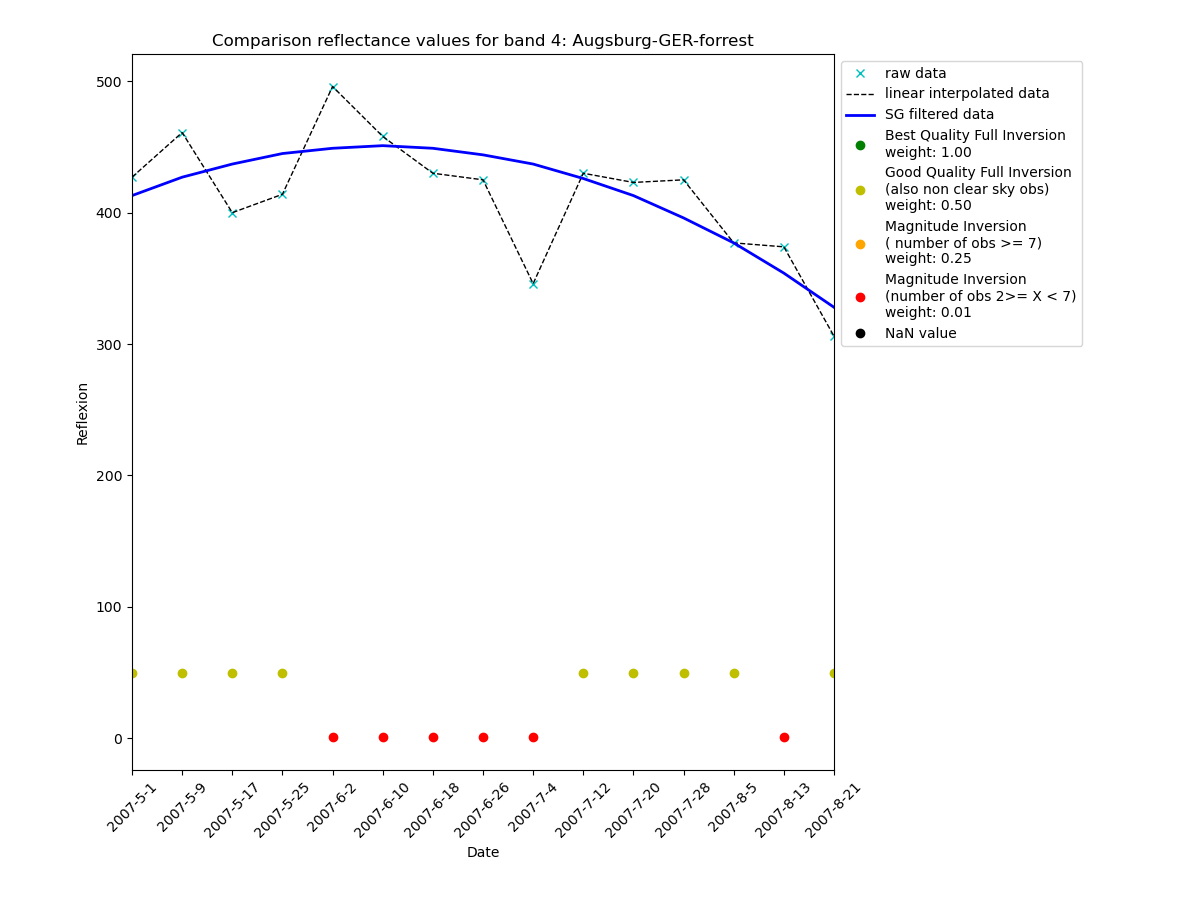 Comparison reflectance values for band 4: Augsburg-GER-forrest
500
400
300
200
100
0
Reflexion
2007-5-1
2007-5-9
2007-5-17
2007-5-25
2007-6-2
2007-6-10
2007-6-18
2007-6-26
2007-7-4
2007-7-12
2007-7-20
2007-7-28
2007-8-5
2007-8-13
2007-8-21
Date
raw data
linear interpolated data
SG filtered data
Best Quality Full Inversion
weight: 1.00
Good Quality Full Inversion
(also non clear sky obs)
weight: 0.50
Magnitude Inversion
( number of obs >= 7)
weight: 0.25
Magnitude Inversion
(number of obs 2>= X < 7)
weight: 0.01
NaN value